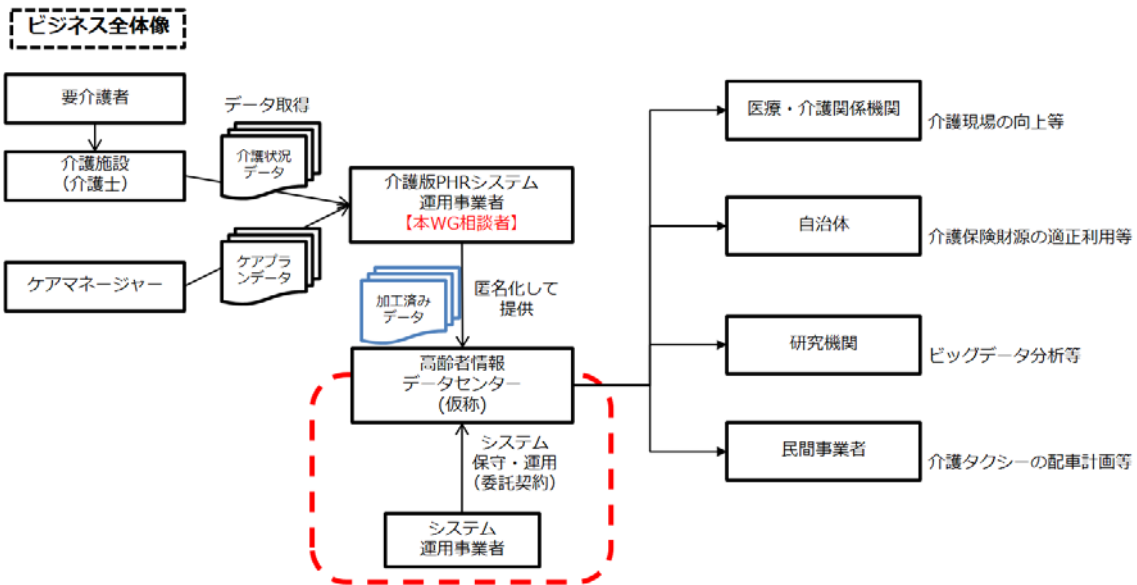 ビジネス全体像
要介護者
データ取得
介護施設
(介護士)
介護状況
データ
介護版PHRシステム
運用事業者
【本WG相談者】
ケアマネージャー
ケアプラ
ンデータ
加工済み
データ
匿名化して
提供
高齢者情報
データセンター
(仮称)
システム
保守・運用
(委託契約)
システム
運用事業者
医療・介護関係機関
介護現場の向上等
自治体
介護保険財源の適正利用等
研究機関
ビッグデータ分析等
民間事業者
介護タクシーの配車計画等